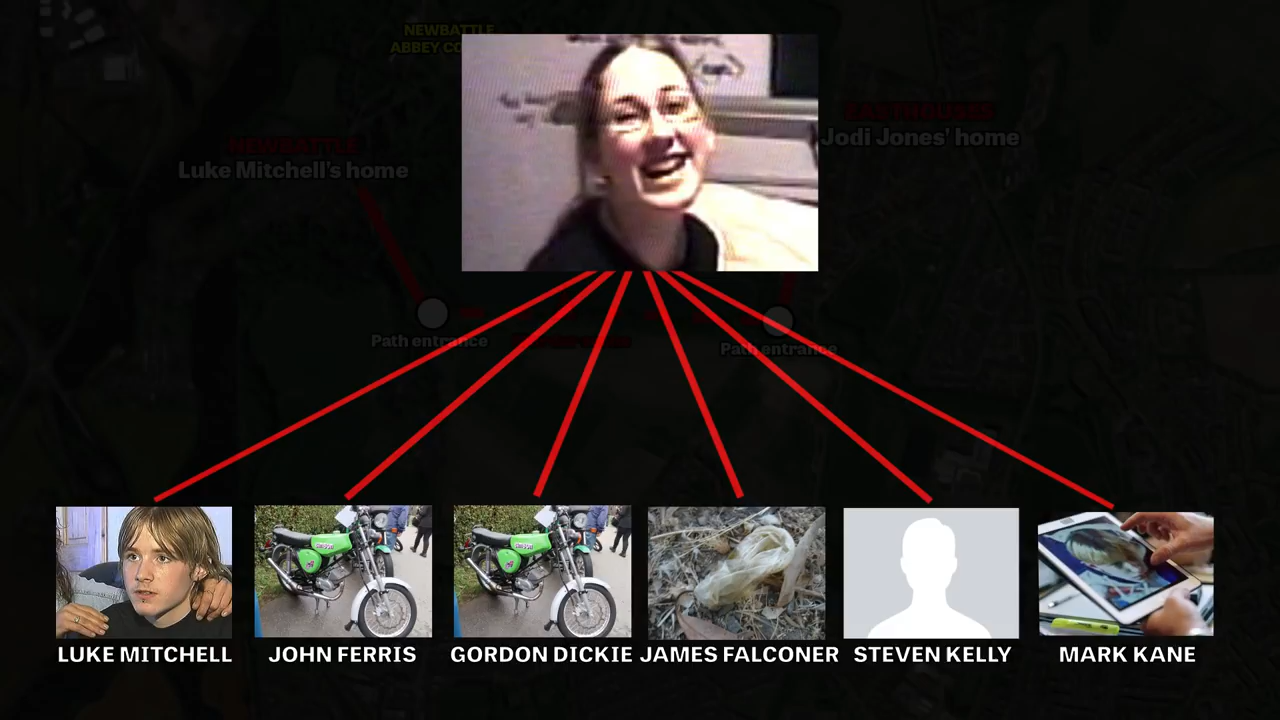 NEWBATTLE
ABBEY CO
EASTHOUSES
Jodi Jones' home
NEWBATTLE
Luke Mitchell's home
Path entrance
Path entrance
LUKE MITCHELL
JOHN FERRIS
GORDON DICKIE
JAMES FALCONER
STEVEN KELLY
MARK KANE